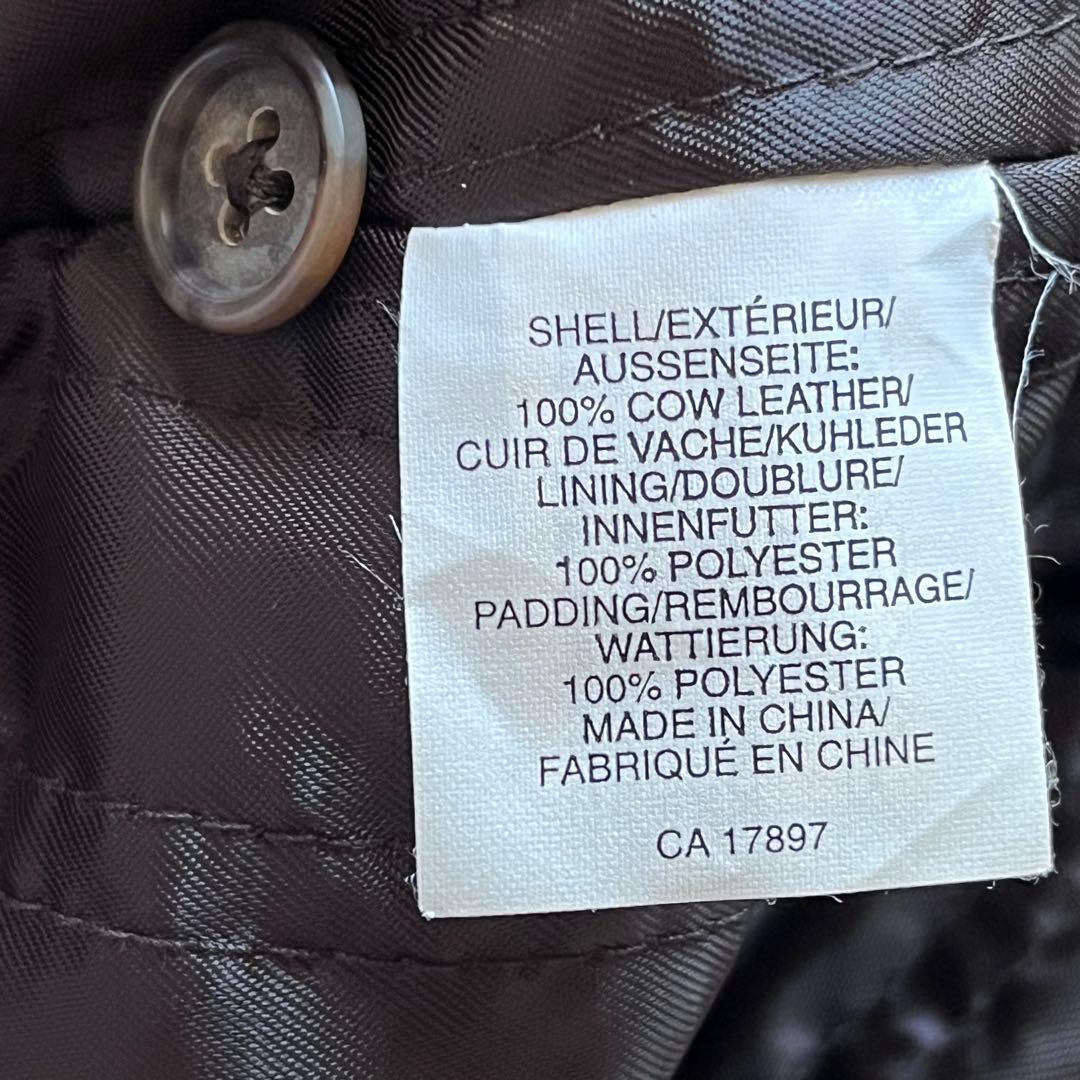 SHELL/EXTÉRIEUR/
AUSSENSEITE:
100% COW LEATHER/
CUIR DE VACHE/KUHLEDER
LINING/DOUBLURE/
INNENFUTTER:
100% POLYESTER
PADDING/REMBOURRAGE/
WATTIERUNG:
100% POLYESTER
MADE IN CHINA/
FABRIQUÉ EN CHINE
CA 17897